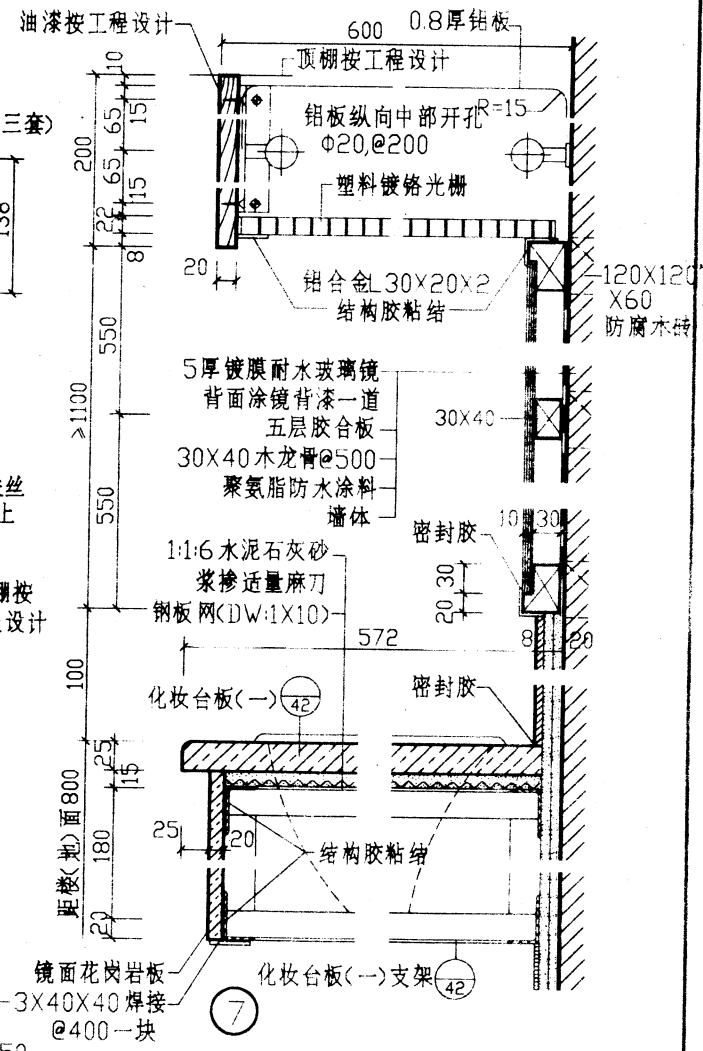 油漆按工程设计
600
0.8厚铝板
顶棚按工程设计
10
三套)
15
65
铝板纵向中部开孔
R=15
Φ20,@200
200
65
15
塑料镀铬光栅
138
22
8
20
铝合金L30X20X2
结构胶粘结
120X120
X60
防腐木砖
550
5厚镀膜耐水玻璃镜
背面涂镜背漆一道
五层胶合板
30X40木龙骨@500
聚氨脂防水涂料
墙体
≥1100
30X40
550
丝
上
10
30
密封胶
1:1:6水泥石灰砂
浆掺适量麻刀
钢板网(DW:1X10)
30
20
棚按
设计
572
8
20
100
化妆台板(一)
42
密封胶
25
15
距楼(地)面800
25
20
180
结构胶粘结
20
镜面花岗岩板
化妆台板(一)支架
42
3X40X40焊接
@400一块
7